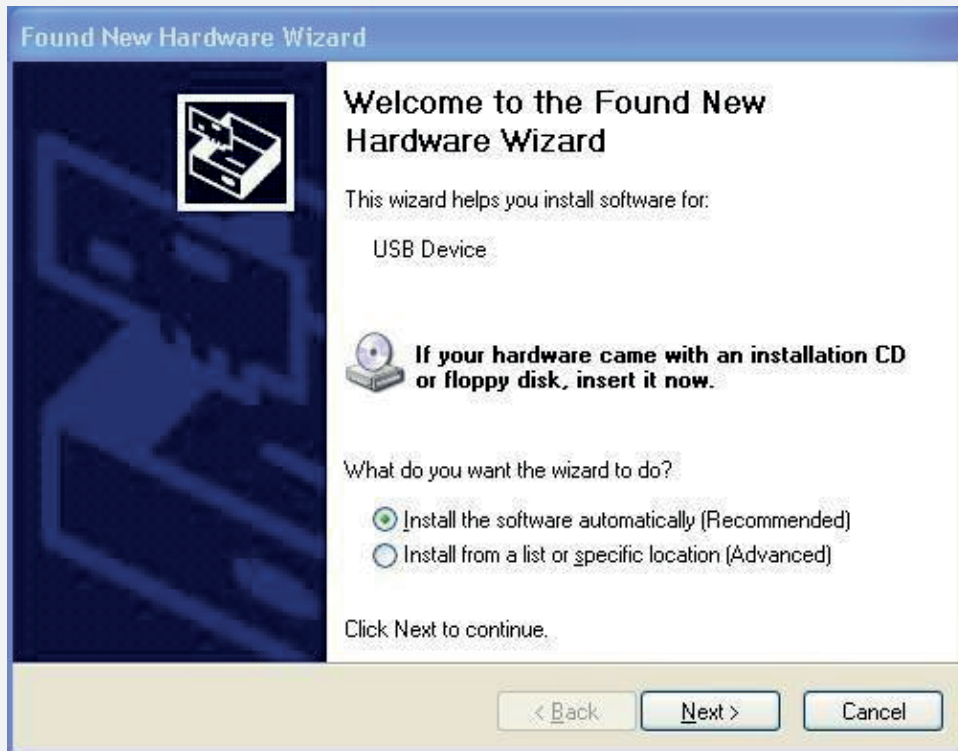 Found New Hardware Wizard
Welcome to the Found New
Hardware Wizard
This wizard helps you install software for:
USB Device
If your hardware came with an installation CD
or floppy disk, insert it now.
What do you want the wizard to do?
Install the software automatically (Recommended)
Install from a list or specific location (Advanced)
Click Next to continue.
< Back
Next >
Cancel